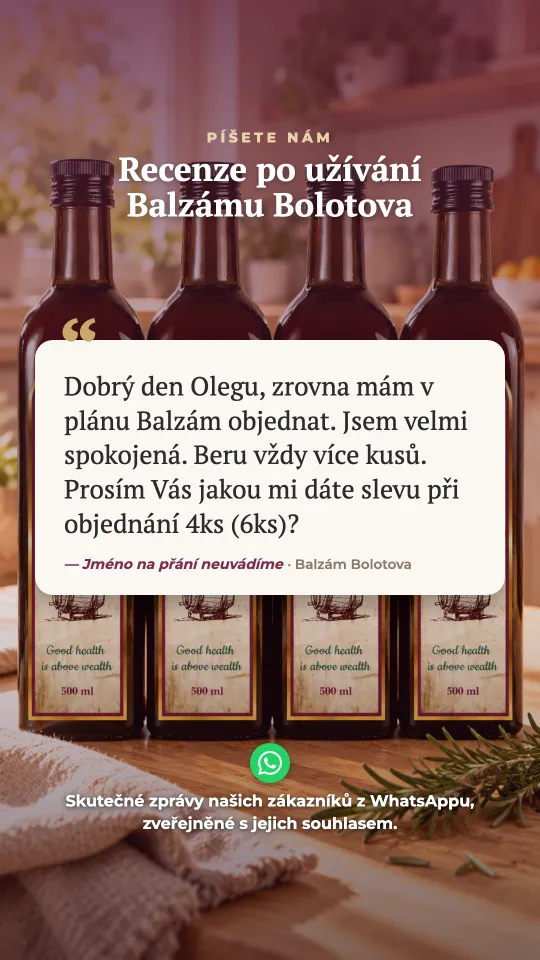 PÍŠETE NÁM
Recenze po užívání
Balzámu Bolotova
“
Dobrý den Olegu, zrovna mám v
plánu Balzám objednat. Jsem velmi
spokojená. Beru vždy více kusů.
Prosím Vás jakou mi dáte slevu při
objednání 4ks (6ks)?
— Jméno na přání neuvádíme · Balzám Bolotova
Good health Good health Good health Good health
is above wealth is above wealth is above wealth is above wealth
500 ml 500 ml 500 ml 500 ml
Skutečné zprávy našich zákazníků z WhatsAppu,
zveřejněné s jejich souhlasem.